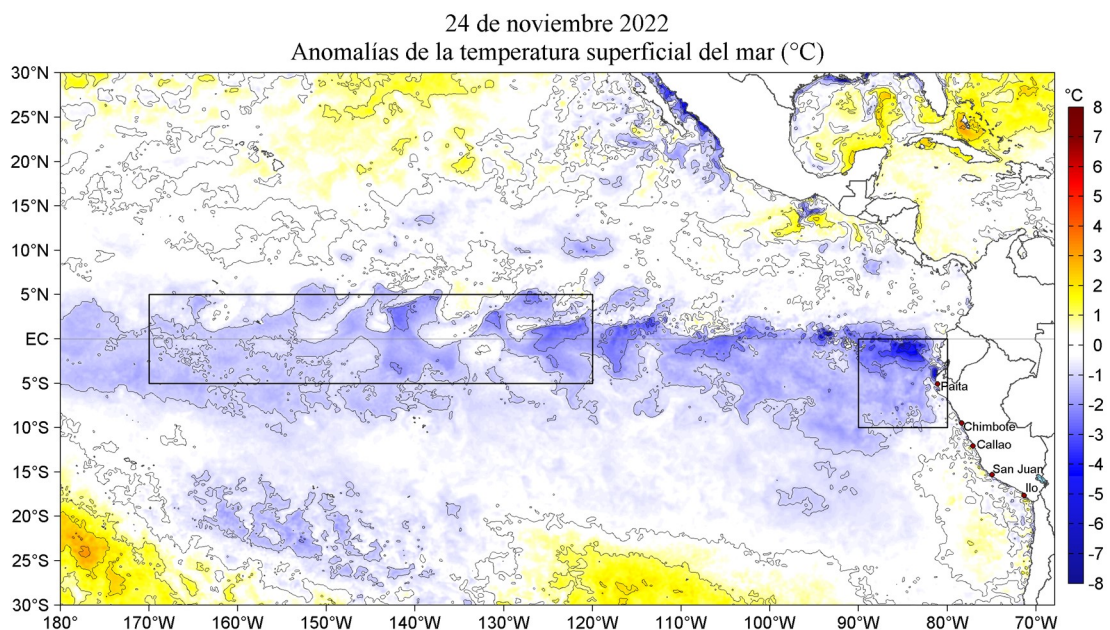 24 de noviembre 2022
Anomalías de la temperatura superficial del mar (°C)
°C
30°N
25°N
20°N
15°N
10°N
5°N
EC
5°S
10°S
15°S
20°S
25°S
30°S
180
170°W
160°W
150°W
140°W
130°W
120°W
110°W
100°W
90°W
80°W
70°W
Paita
Chimbote
Callao
San Juan
Ilo
8
7
6
5
4
3
2
1
0
-1
-2
-3
-4
-5
-6
-7
-8